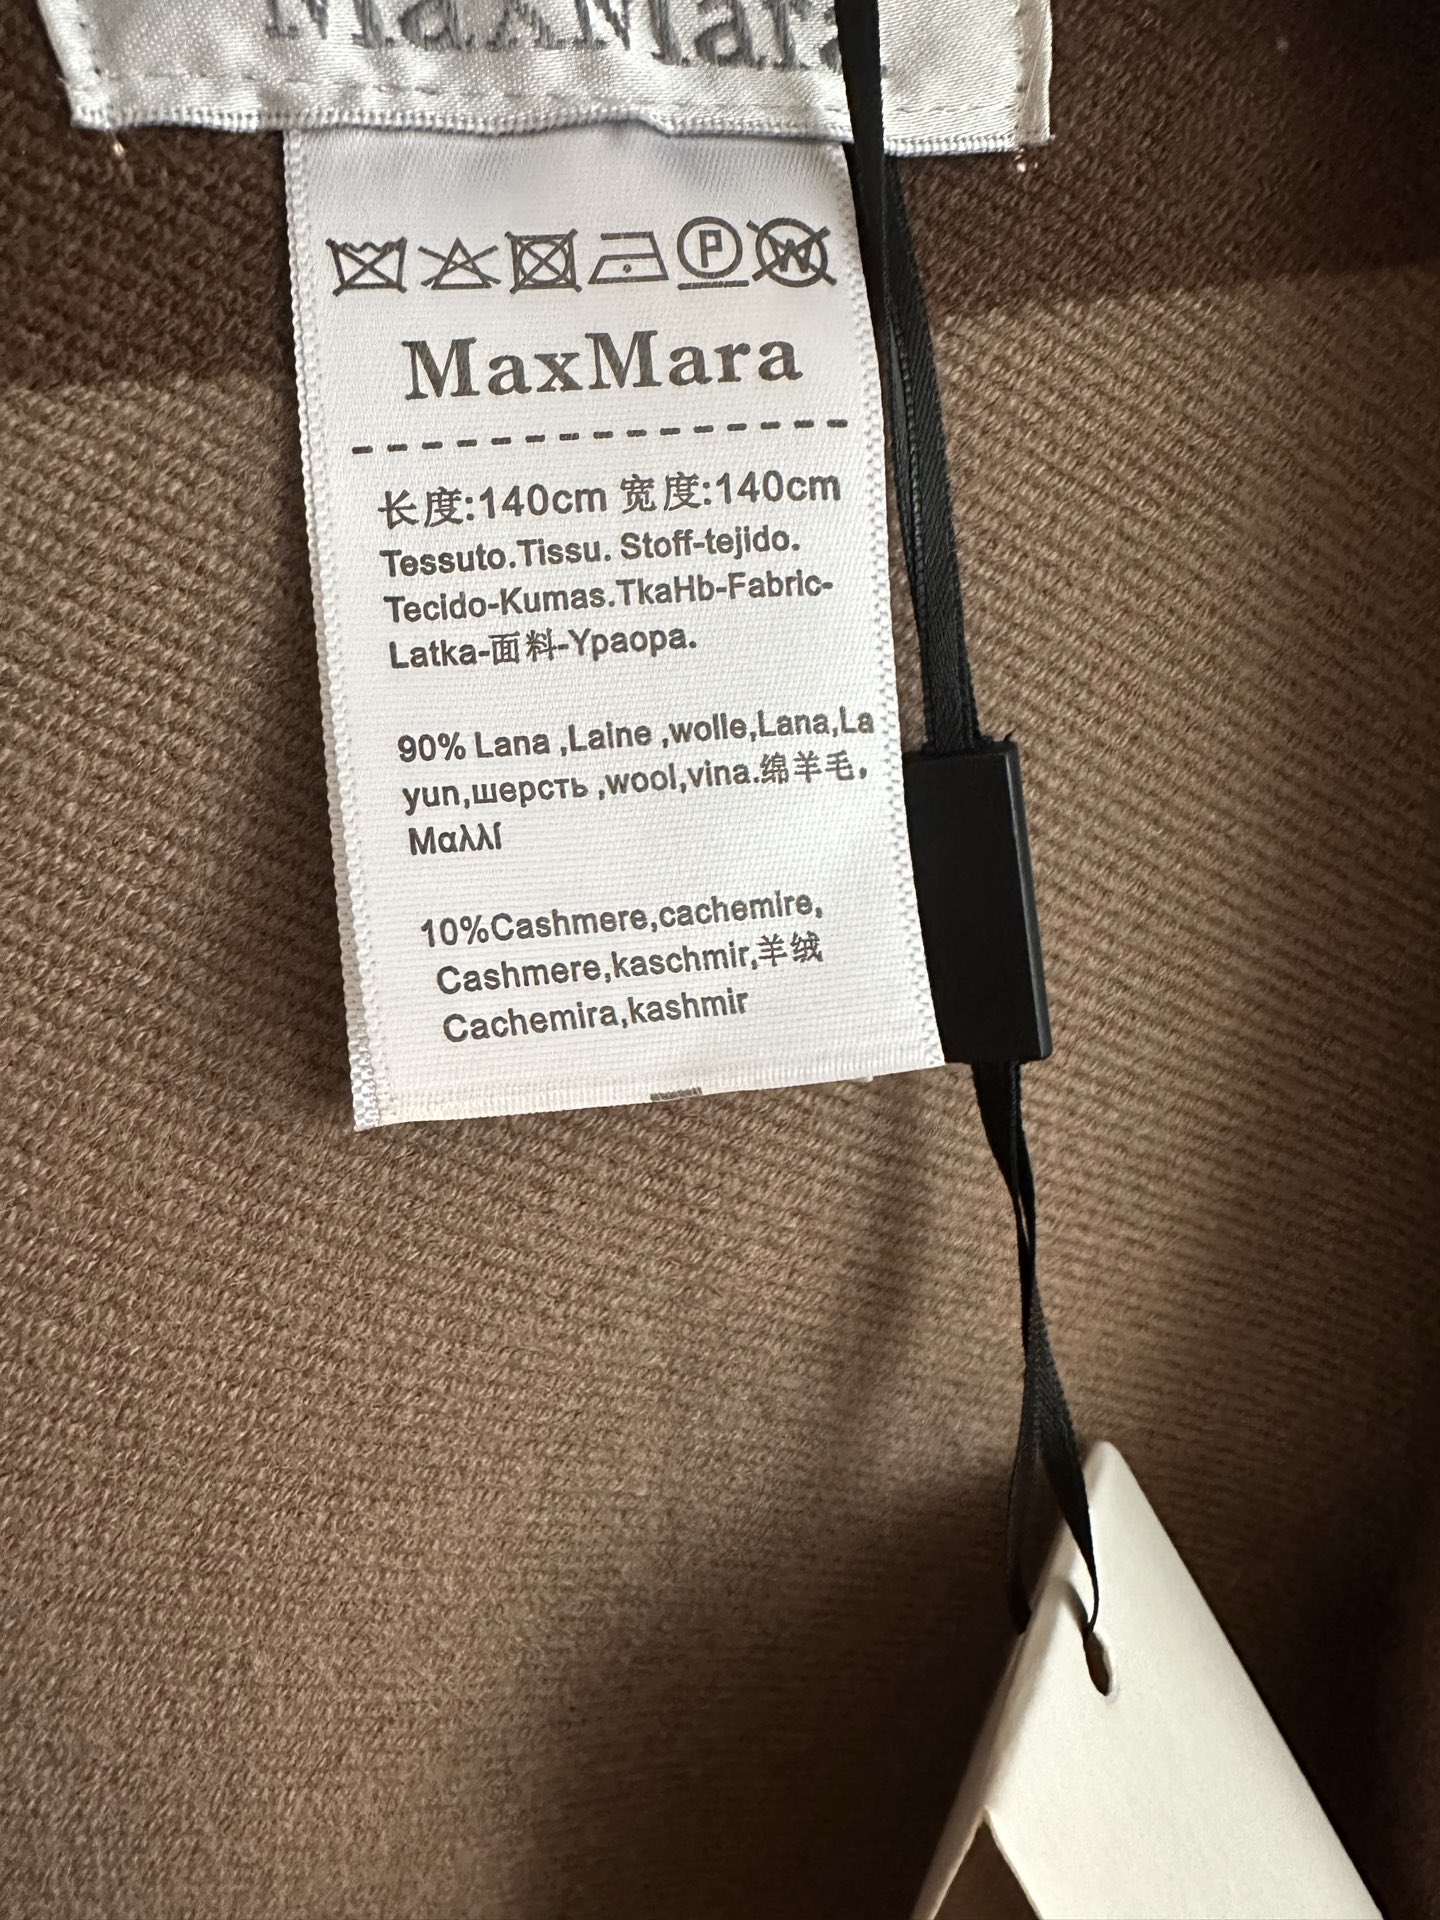 MaxMara
P
W
MaxMara
---------------
长度:140cm 宽度:140cm
Tessuto.Tissu. Stoff-tejido.
Tecido-Kumas.TkaHb-Fabric-
Latka-面料-Ypaopa.
90% Lana ,Laine ,wolle,Lana,La
yun,шерсть ,wool,vina.绵羊毛,
Μαλλί
10%Cashmere,cachemire,
Cashmere,kaschmir,羊绒
Cachemira,kashmir